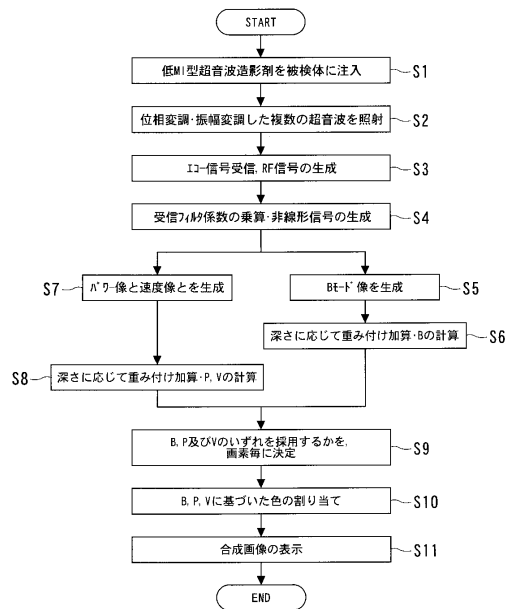 START
低MI型超音波造影剤を被検体に注入
S1
位相変調･振幅変調した複数の超音波を照射
S2
ｴｺｰ信号受信,RF信号の生成
S3
受信ﾌｨﾙﾀ係数の乗算･非線形信号の生成
S4
S7
ﾊﾟﾜｰ像と速度像とを生成
Bﾓｰﾄﾞ像を生成
S5
深さに応じて重み付け加算･Bの計算
S6
S8
深さに応じて重み付け加算･P,Vの計算
B,P及びVのいずれを採用するかを,
画素毎に決定
S9
B,P,Vに基づいた色の割り当て
S10
合成画像の表示
S11
END